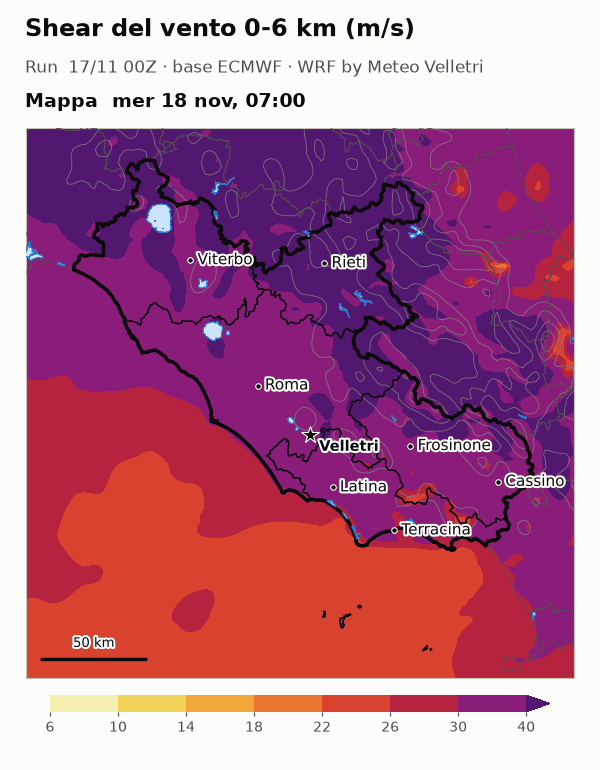 Shear del vento 0-6 km (m/s)
Run  17/11 00Z · base ECMWF · WRF by Meteo Velletri
Mappa  mer 18 nov, 07:00
Viterbo
Rieti
Roma
Velletri
Frosinone
Cassino
Latina
Terracina
50 km
6 10 14 18 22 26 30 40